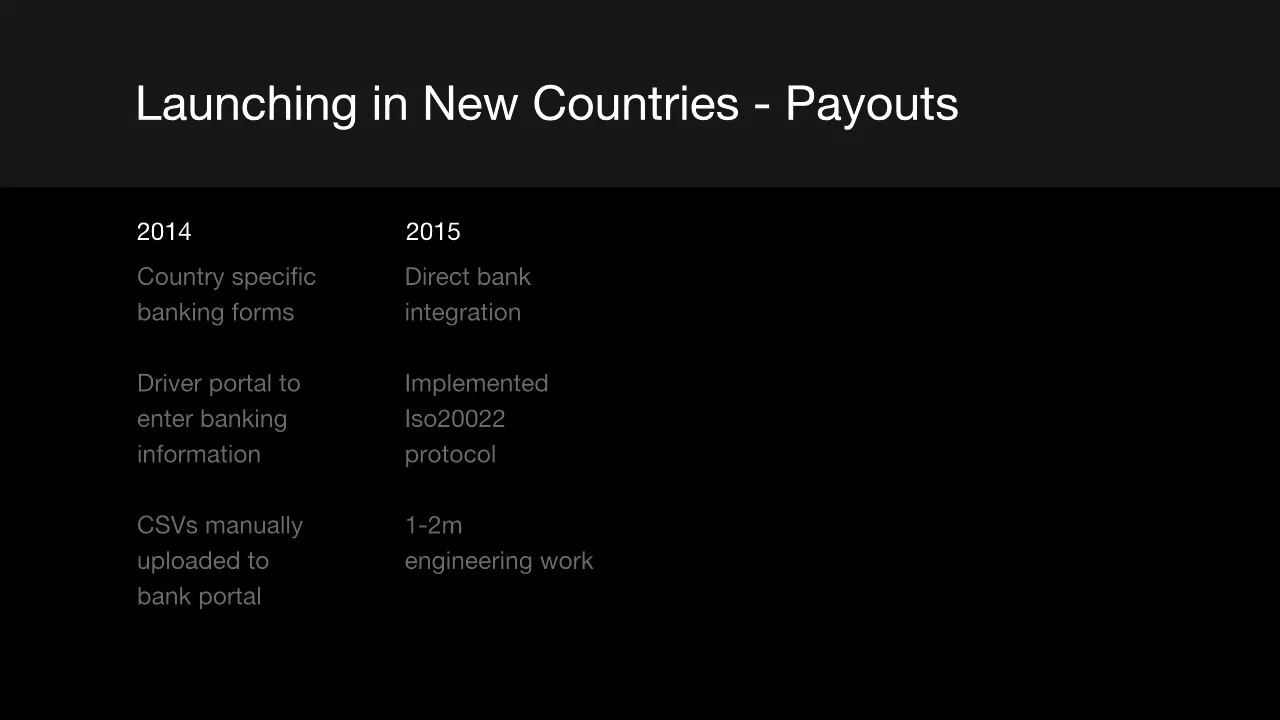 Launching in New Countries - Payouts
2014
Country specific
banking forms
Driver portal to
enter banking
information
CSVs manually
uploaded to
bank portal
2015
Direct bank
integration
Implemented
Iso20022
protocol
1-2m
engineering work